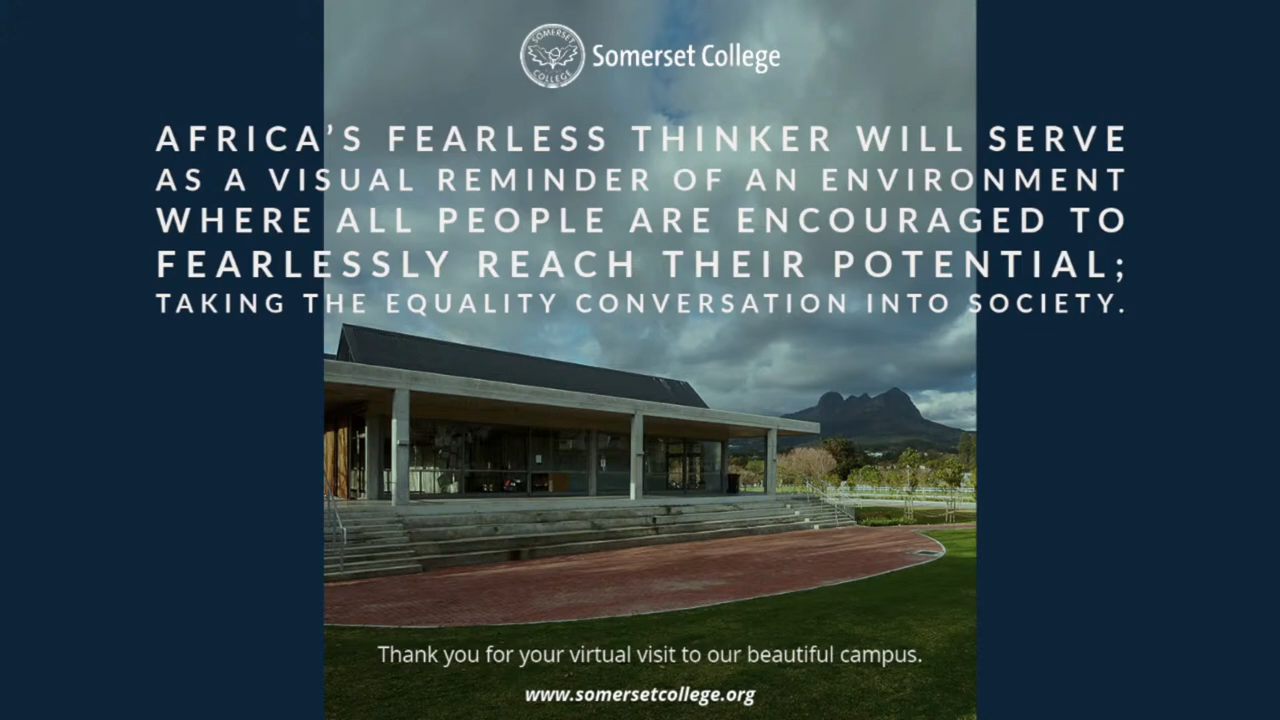 SOMERSET
COLLEGE
Somerset College
AFRICA'S FEARLESS THINKER WILL SERVE
AS A VISUAL REMINDER OF AN ENVIRONMENT
WHERE ALL PEOPLE ARE ENCOURAGED TO
FEARLESSLY REACH THEIR POTENTIAL;
TAKING THE EQUALITY CONVERSATION INTO SOCIETY.
Thank you for your virtual visit to our beautiful campus.
www.somersetcollege.org